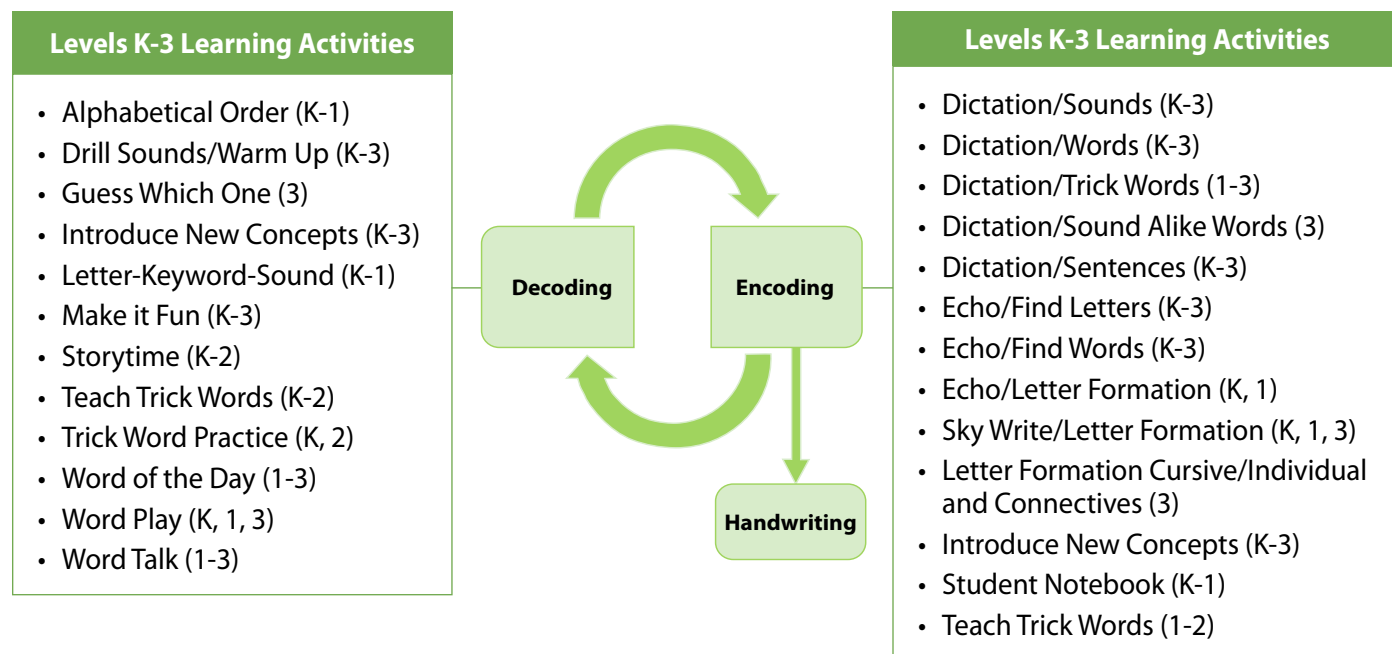 Levels K-3 Learning Activities
• Alphabetical Order (K-1)
• Drill Sounds/Warm Up (K-3)
• Guess Which One (3)
• Introduce New Concepts (K-3)
• Letter-Keyword-Sound (K-1)
• Make it Fun (K-3)
• Storytime (K-2)
• Teach Trick Words (K-2)
• Trick Word Practice (K, 2)
• Word of the Day (1-3)
• Word Play (K, 1, 3)
• Word Talk (1-3)
Decoding
Encoding
Handwriting
Levels K-3 Learning Activities
• Dictation/Sounds (K-3)
• Dictation/Words (K-3)
• Dictation/Trick Words (1-3)
• Dictation/Sound Alike Words (3)
• Dictation/Sentences (K-3)
• Echo/Find Letters (K-3)
• Echo/Find Words (K-3)
• Echo/Letter Formation (K, 1)
• Sky Write/Letter Formation (K, 1, 3)
• Letter Formation Cursive/Individual
and Connectives (3)
• Introduce New Concepts (K-3)
• Student Notebook (K-1)
• Teach Trick Words (1-2)